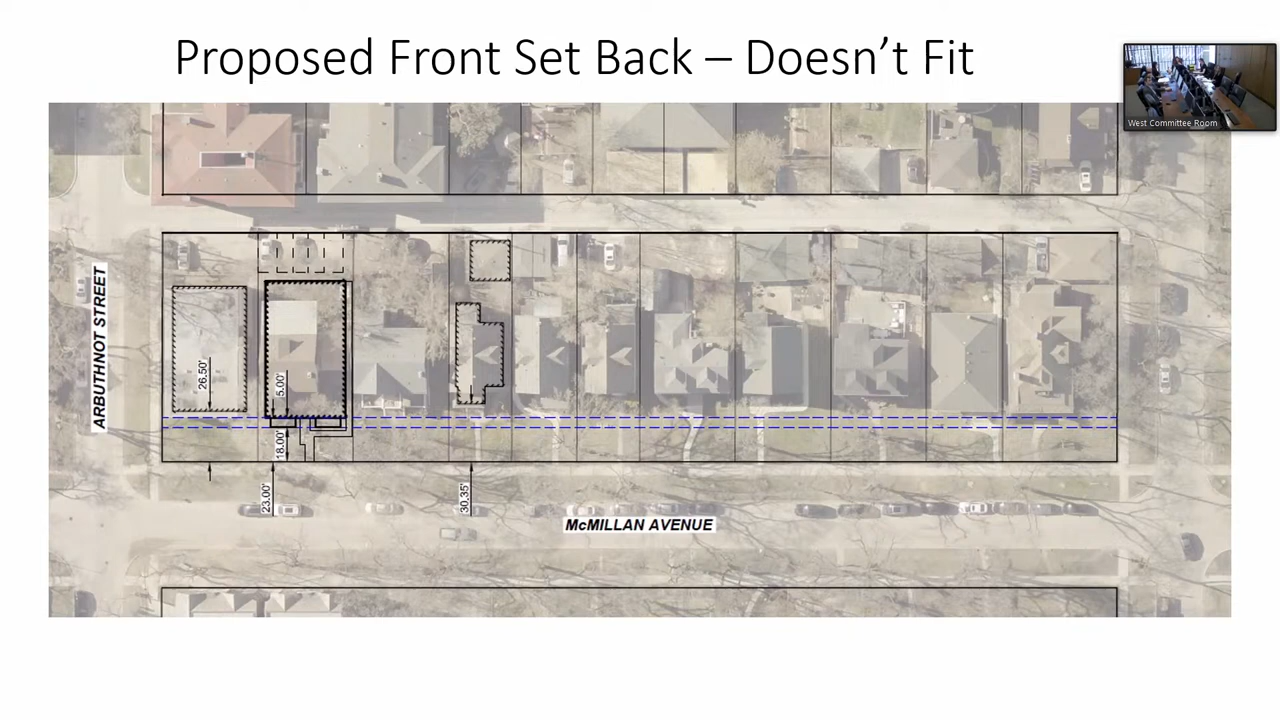 Proposed Front Set Back – Doesn't Fit
West Committee Room
ARBUTHNOT STREET
26.50'
5.00'
18.00'
23.00'
30.35'
McMILLAN AVENUE